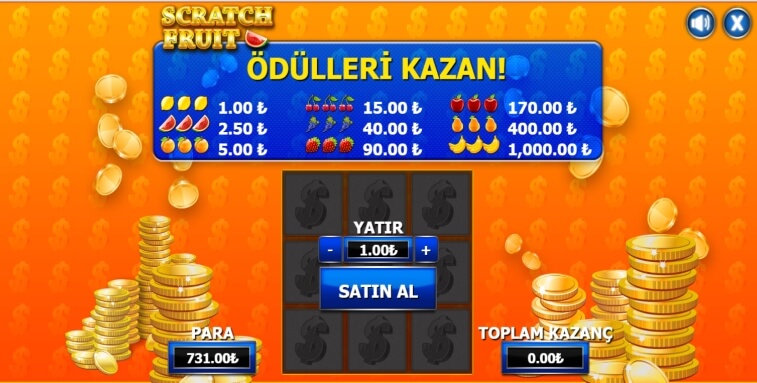 SCRATCH
FRUIT
X
ÖDÜLLERİ KAZAN!
1.00 ₺ 15.00 ₺ 170.00 ₺
2.50 ₺ 40.00 ₺ 400.00 ₺
5.00 ₺ 90.00 ₺ 1,000.00 ₺
YATIR
- 1.00₺ +
SATIN AL
PARA
731.00₺
TOPLAM KAZANÇ
0.00₺